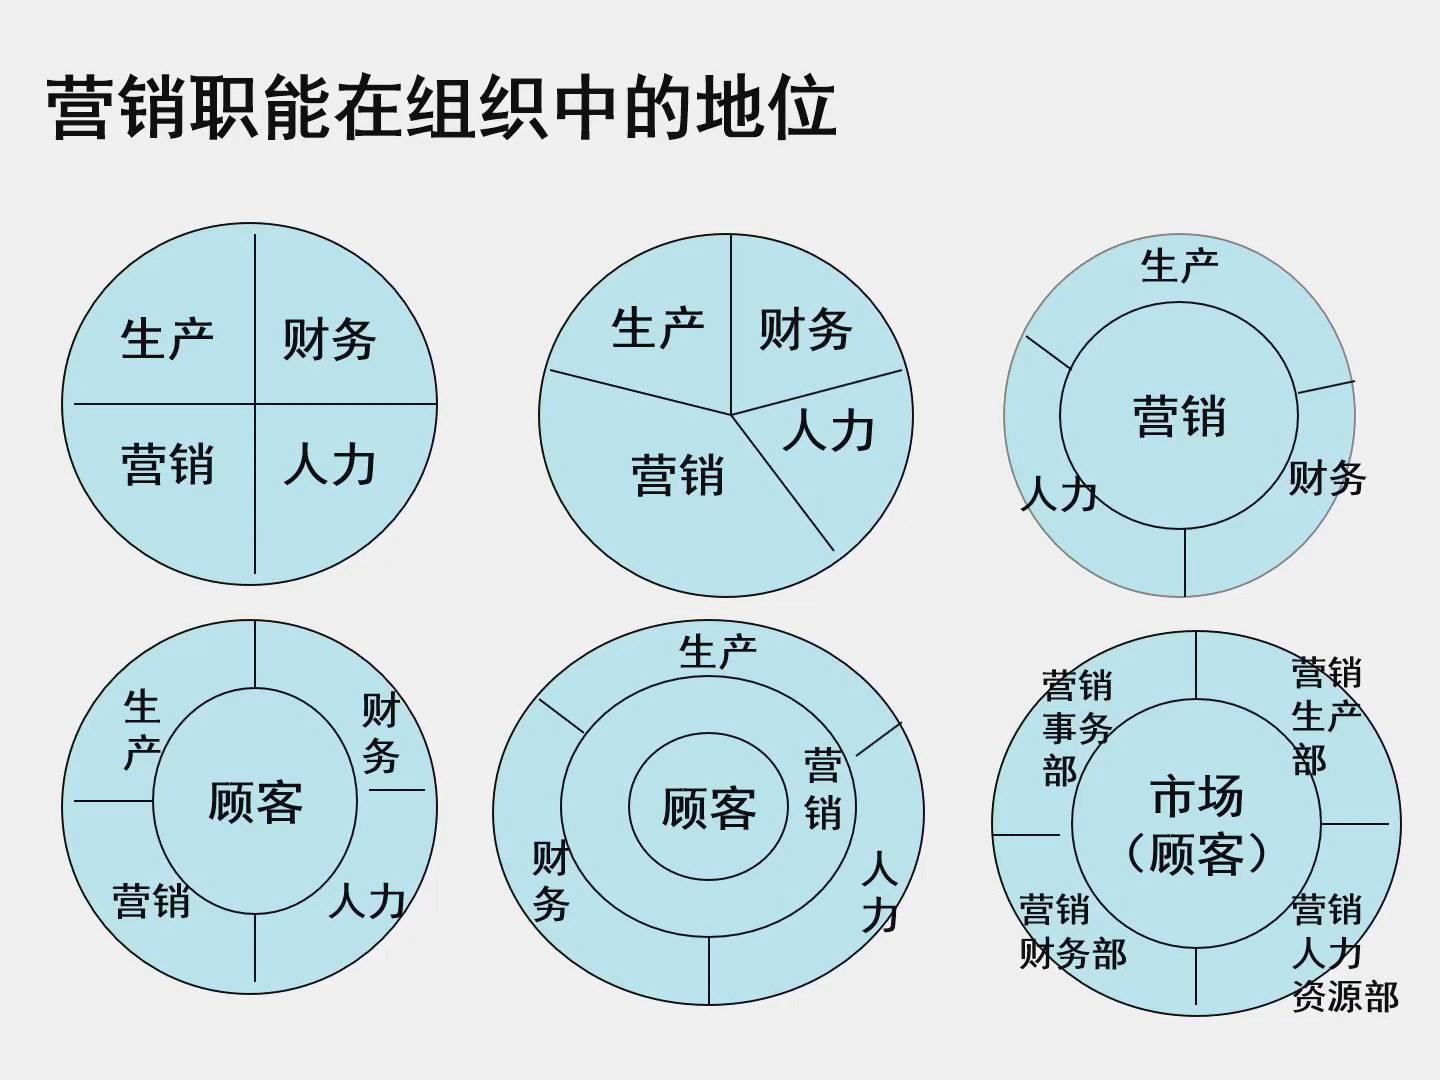 营销职能在组织中的地位
生产
财务
营销
人力
生产
财务
人力
营销
生产
营销
人力
财务
生
产
财
务
顾客
营销
人力
生产
营
销
顾客
财
务
人
力
营销
事务
部
营销
生产
部
市场
（顾客）
营销
财务部
营销
人力
资源部